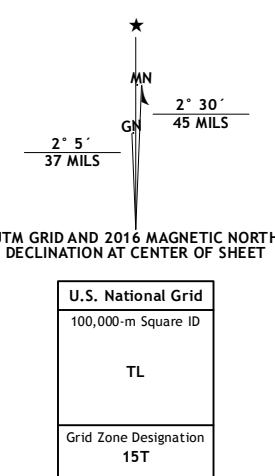 ★
MN
GN
2° 30´
45 MILS
2° 5´
37 MILS
UTM GRID AND 2016 MAGNETIC NORTH
DECLINATION AT CENTER OF SHEET
U.S. National Grid
100,000-m Square ID
TL
Grid Zone Designation
15T